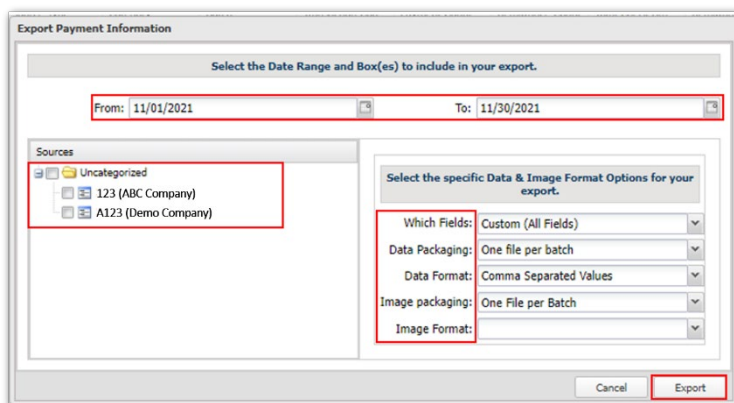 Export Payment Information
Select the Date Range and Box(es) to include in your export.
From: 11/01/2021 To: 11/30/2021
Sources
Uncategorized
123 (ABC Company)
A123 (Demo Company)
Select the specific Data & Image Format Options for your
export.
Which Fields: Custom (All Fields)
Data Packaging: One file per batch
Data Format: Comma Separated Values
Image packaging: One File per Batch
Image Format:
Cancel Export